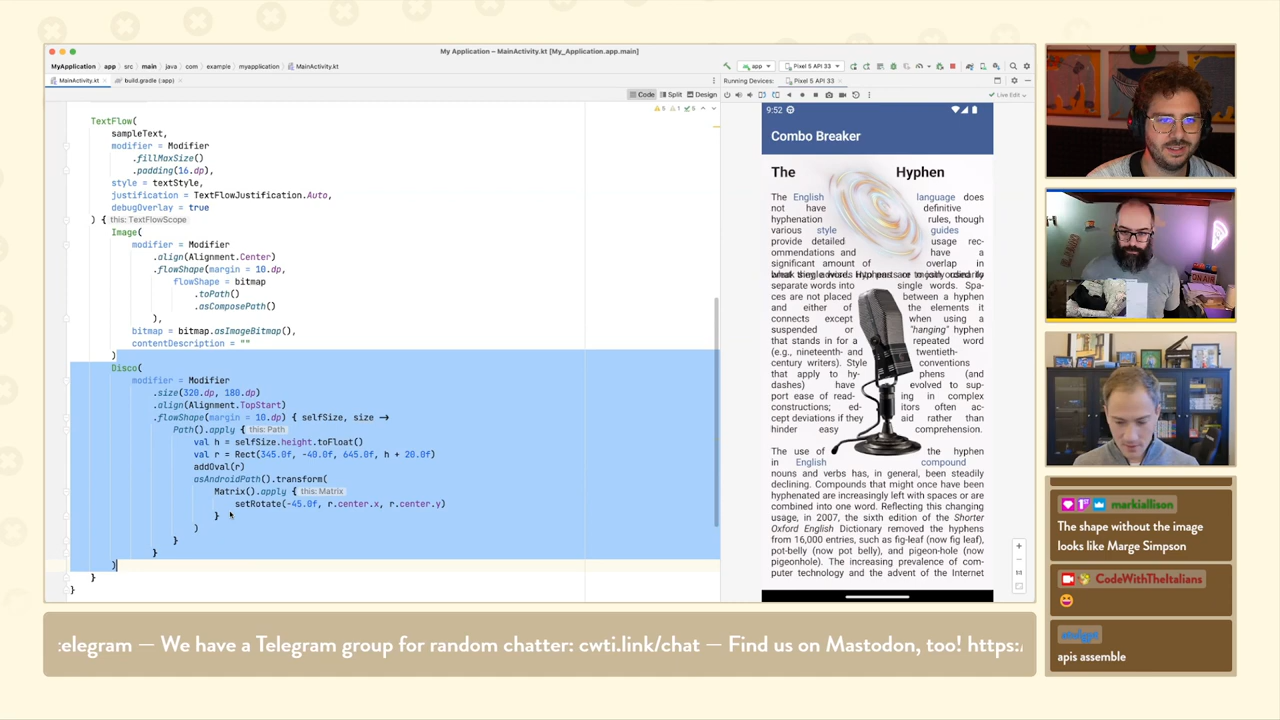 My Application – MainActivity.kt [My_Application.app.main]
MyApplication
app
src
main
java
com
example
myapplication
MainActivity.kt
app
Pixel 5 API 33
MainActivity.kt
build.gradle (:app)
Running Devices:
Pixel 5 API 33
Code
Split
Design
Live Edit
TextFlow(
sampleText,
modifier = Modifier
.fillMaxSize()
.padding(16.dp),
style = textStyle,
justification = TextFlowJustification.Auto,
debugOverlay = true
) { this: TextFlowScope
Image(
modifier = Modifier
.align(Alignment.Center)
.flowShape(margin = 10.dp,
flowShape = bitmap
.toPath()
.asComposePath()
),
bitmap = bitmap.asImageBitmap(),
contentDescription = ""
)
Disco(
modifier = Modifier
.size(320.dp, 180.dp)
.align(Alignment.TopStart)
.flowShape(margin = 10.dp) { selfSize, size →
Path().apply { this: Path
val h = selfSize.height.toFloat()
val r = Rect(345.0f, -40.0f, 645.0f, h + 20.0f)
addOval(r)
asAndroidPath().transform(
Matrix().apply { this: Matrix
setRotate(-45.0f, r.center.x, r.center.y)
}
)
}
}
)
}
}
9:52
Combo Breaker
The Hyphen
The English language does
not have definitive
hyphenation rules, though
various style guides
provide detailed usage rec-
ommendations and have a
significant amount of overlap in
separate words into single words. Spa-
ces are not placed between a hyphen
and either of the elements it
connects except when using a
suspended or "hanging" hyphen
that stands in for a repeated word
(e.g., nineteenth- and twentieth-
century writers). Style conventions
that apply to hy- phens (and
dashes) have evolved to sup-
port ease of read- ing in complex
constructions; ed- itors often ac-
cept deviations if they aid rather than
hinder easy comprehension.
The use of the hyphen
in English compound
nouns and verbs has, in general, been steadily
declining. Compounds that might once have been
hyphenated are increasingly left with spaces or are
combined into one word. Reflecting this changing
usage, in 2007, the sixth edition of the Shorter
Oxford English Dictionary removed the hyphens
from 16,000 entries, such as fig-leaf (now fig leaf),
pot-belly (now pot belly), and pigeon-hole (now
pigeonhole). The increasing prevalence of com-
puter technology and the advent of the Internet
ON AIR
markiallison
The shape without the image
looks like Marge Simpson
CodeWithTheItalians
apis assemble
telegram — We have a Telegram group for random chatter: cwti.link/chat — Find us on Mastodon, too! https:/